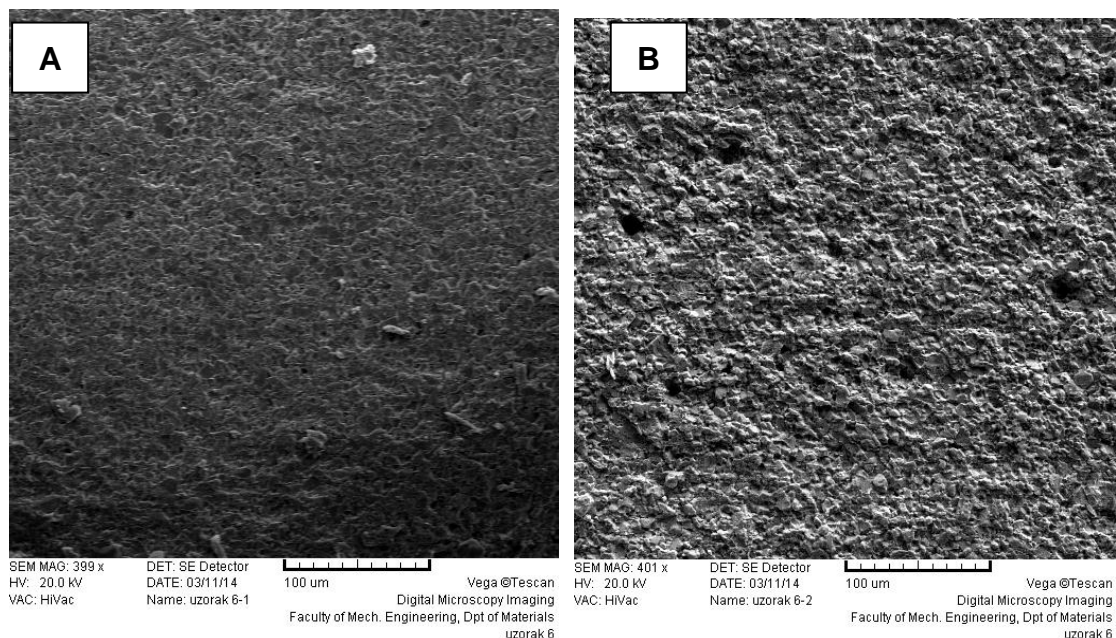 A
SEM MAG: 399 x DET: SE Detector
HV: 20.0 kV DATE: 03/11/14 100 um Vega ©Tescan
VAC: HiVac Name: uzorak 6-1 Digital Microscopy Imaging
Faculty of Mech. Engineering, Dpt of Materials
uzorak 6
B
SEM MAG: 401 x DET: SE Detector
HV: 20.0 kV DATE: 03/11/14 100 um Vega ©Tescan
VAC: HiVac Name: uzorak 6-2 Digital Microscopy Imaging
Faculty of Mech. Engineering, Dpt of Materials
uzorak 6